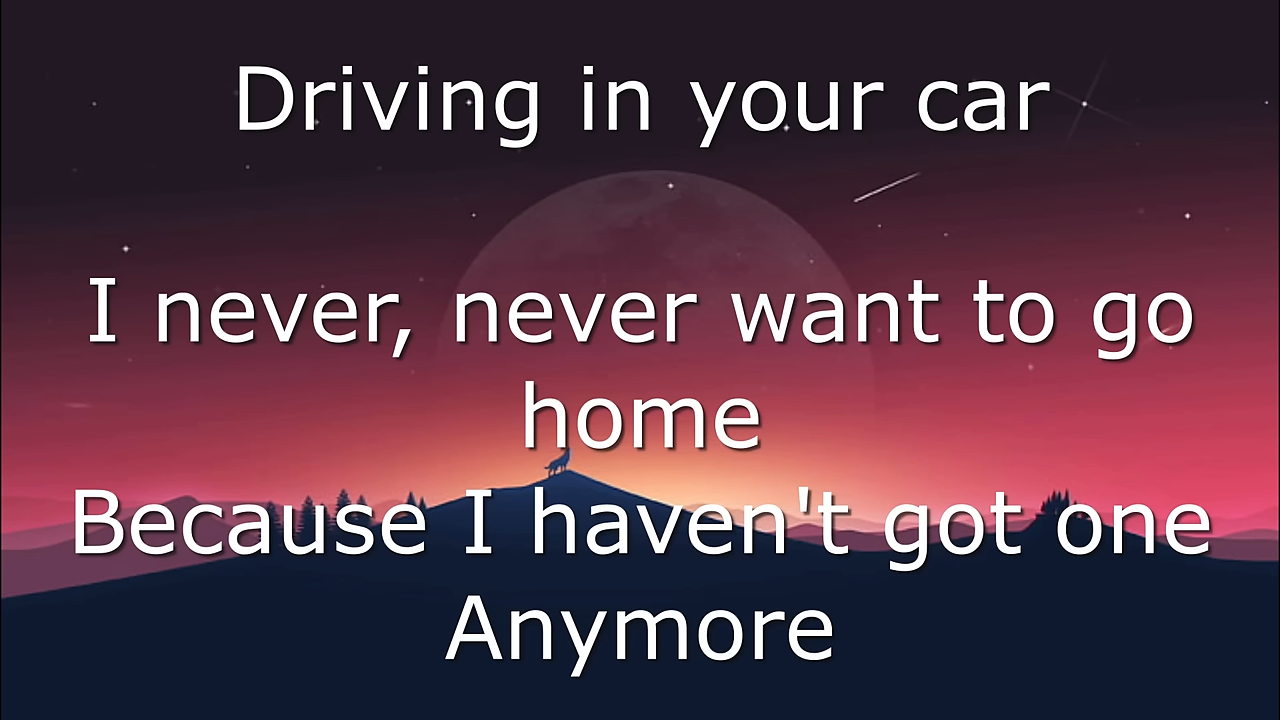 Driving in your car
I never, never want to go
home
Because I haven't got one
Anymore